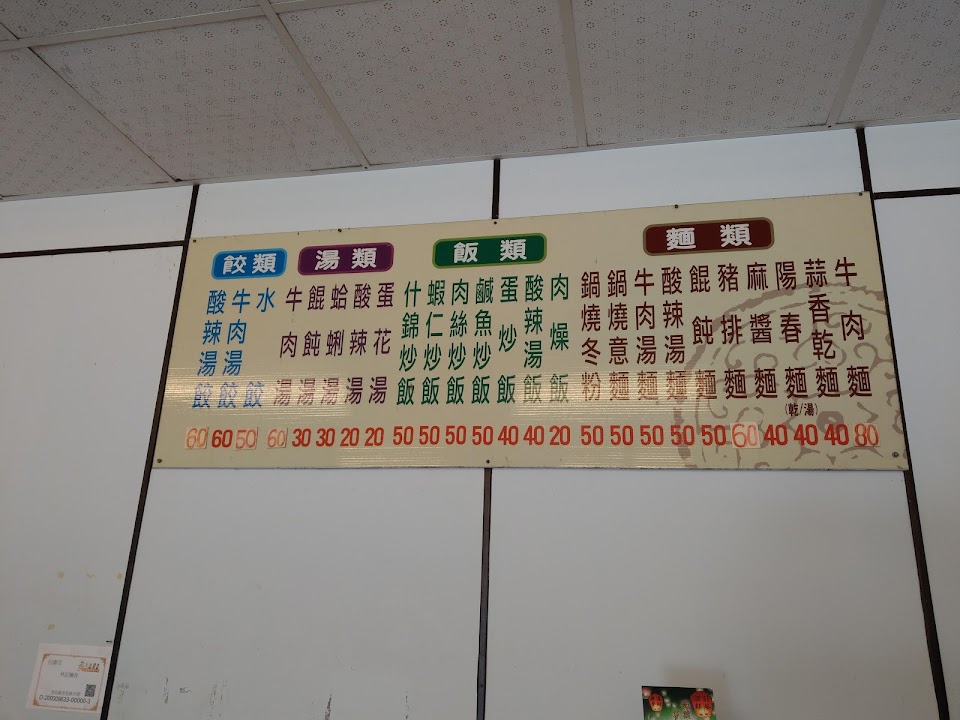 麵類
牛肉麵 80
蒜香乾麵 40
陽春麵 (乾/湯) 40
麻醬麵 40
豬排麵 60
餛飩麵 50
酸辣湯麵 50
牛肉湯麵 50
鍋燒意麵 50
鍋燒冬粉 50
飯類
肉燥飯 20
酸辣湯飯 40
蛋炒飯 40
鹹魚炒飯 50
肉絲炒飯 50
蝦仁炒飯 50
什錦炒飯 50
湯類
蛋花湯 20
酸辣湯 20
蛤蜊湯 30
餛飩湯 30
牛肉湯 60
餃類
水餃 50
牛肉湯餃 60
酸辣湯餃 60